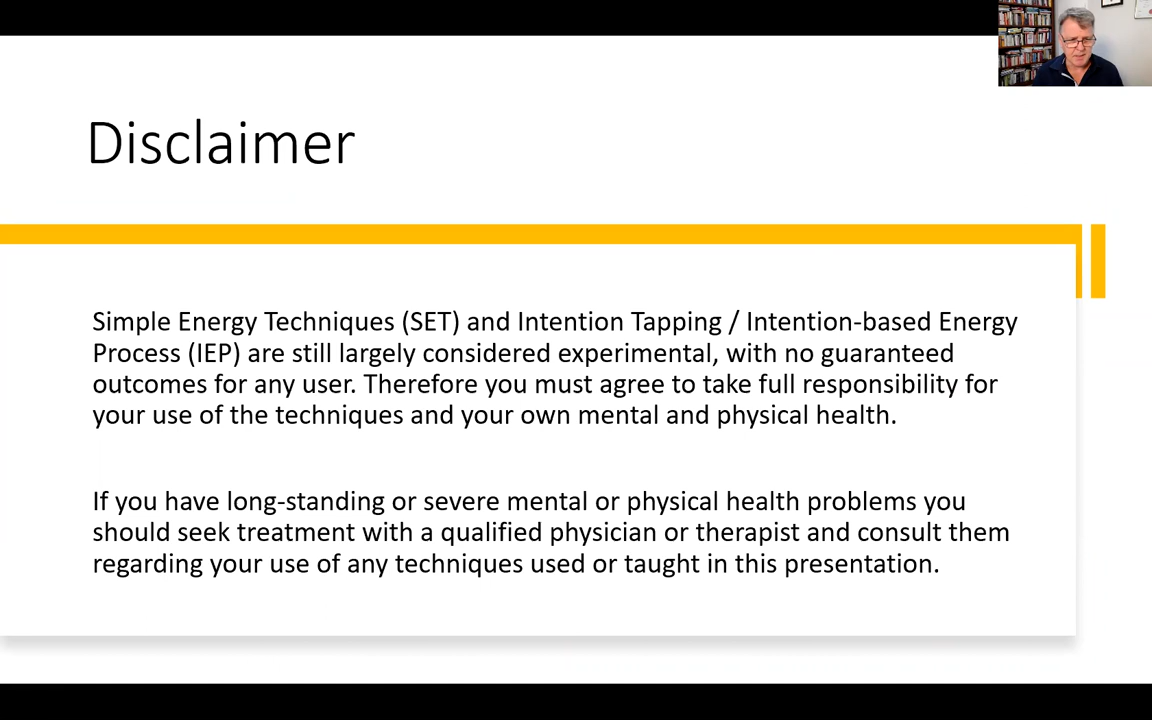 Disclaimer
Simple Energy Techniques (SET) and Intention Tapping / Intention-based Energy
Process (IEP) are still largely considered experimental, with no guaranteed
outcomes for any user. Therefore you must agree to take full responsibility for
your use of the techniques and your own mental and physical health.
If you have long-standing or severe mental or physical health problems you
should seek treatment with a qualified physician or therapist and consult them
regarding your use of any techniques used or taught in this presentation.